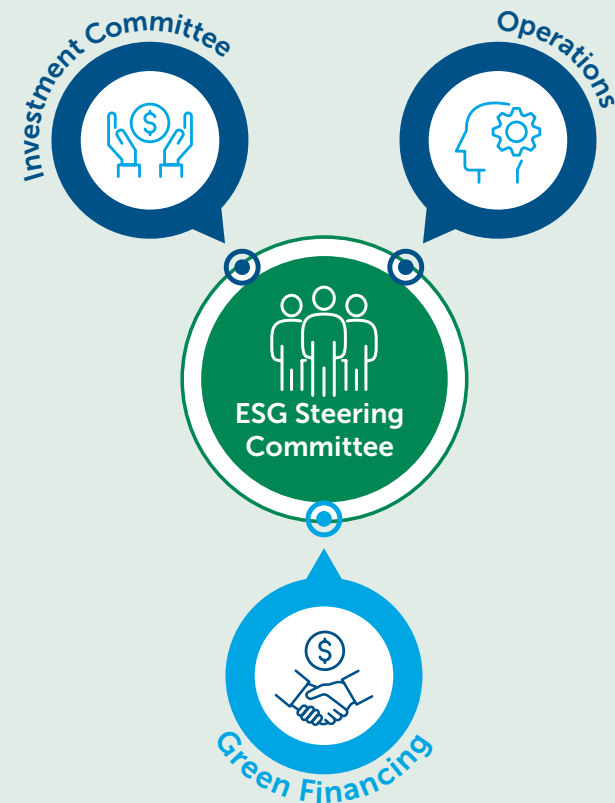 Investment Committee
Operations
$
ESG Steering
Committee
$
Green Financing